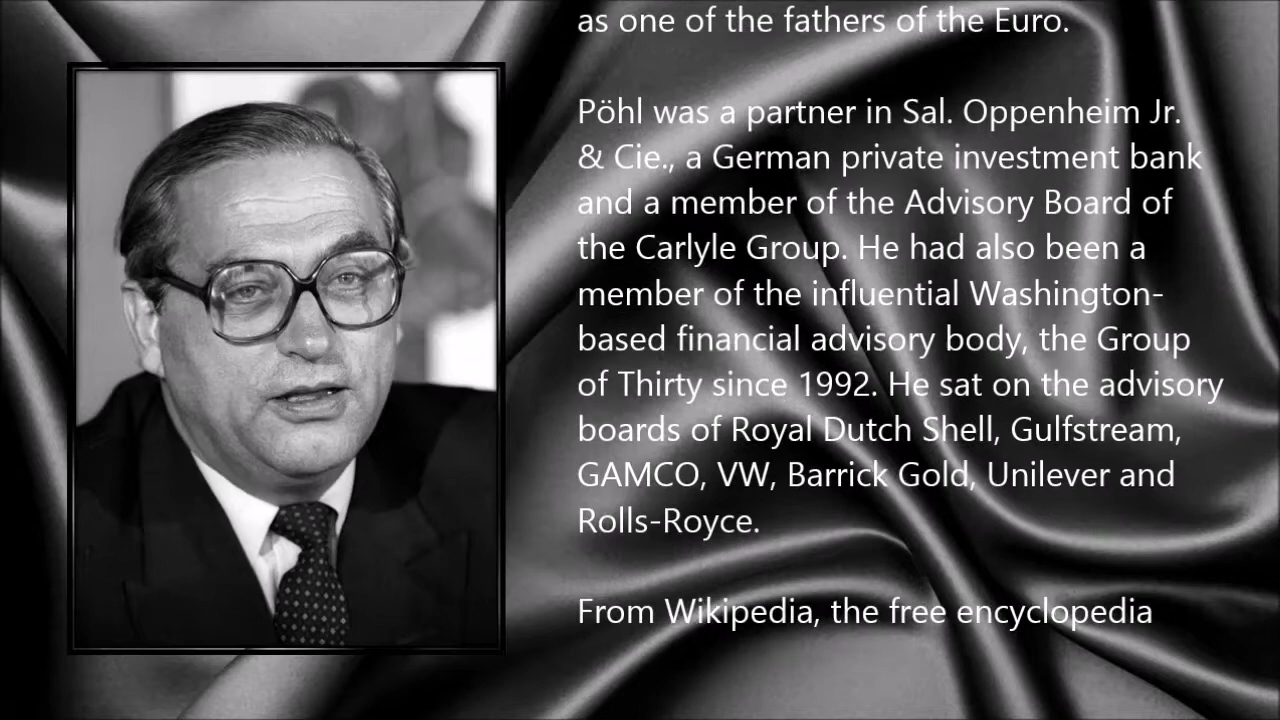 as one of the fathers of the Euro.
Pöhl was a partner in Sal. Oppenheim Jr.
& Cie., a German private investment bank
and a member of the Advisory Board of
the Carlyle Group. He had also been a
member of the influential Washington-
based financial advisory body, the Group
of Thirty since 1992. He sat on the advisory
boards of Royal Dutch Shell, Gulfstream,
GAMCO, VW, Barrick Gold, Unilever and
Rolls-Royce.
From Wikipedia, the free encyclopedia